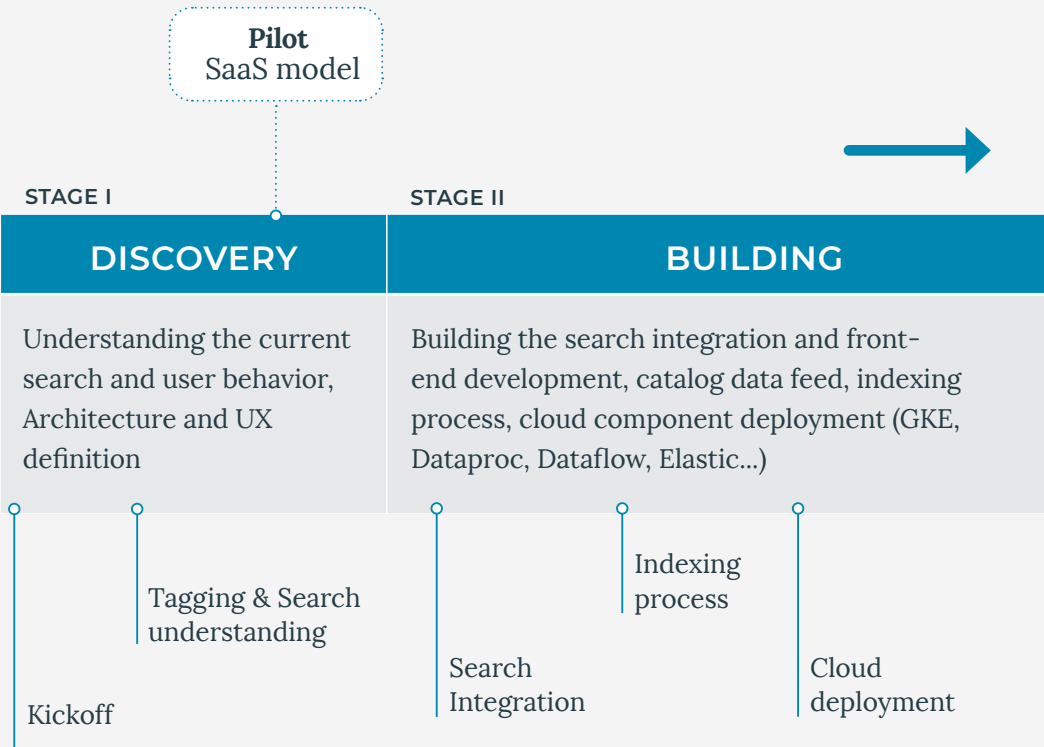 Pilot
SaaS model
STAGE I
STAGE II
DISCOVERY
BUILDING
Understanding the current
search and user behavior,
Architecture and UX
definition
Building the search integration and front-
end development, catalog data feed, indexing
process, cloud component deployment (GKE,
Dataproc, Dataflow, Elastic...)
Kickoff
Tagging & Search
understanding
Search
Integration
Indexing
process
Cloud
deployment